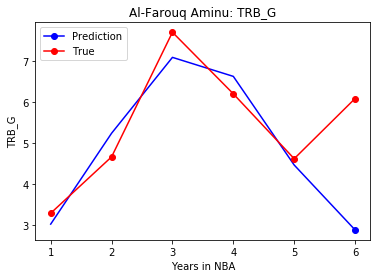 Al-Farouq Aminu: TRB_G
Prediction
True
TRB_G
7
6
5
4
3
1 2 3 4 5 6
Years in NBA